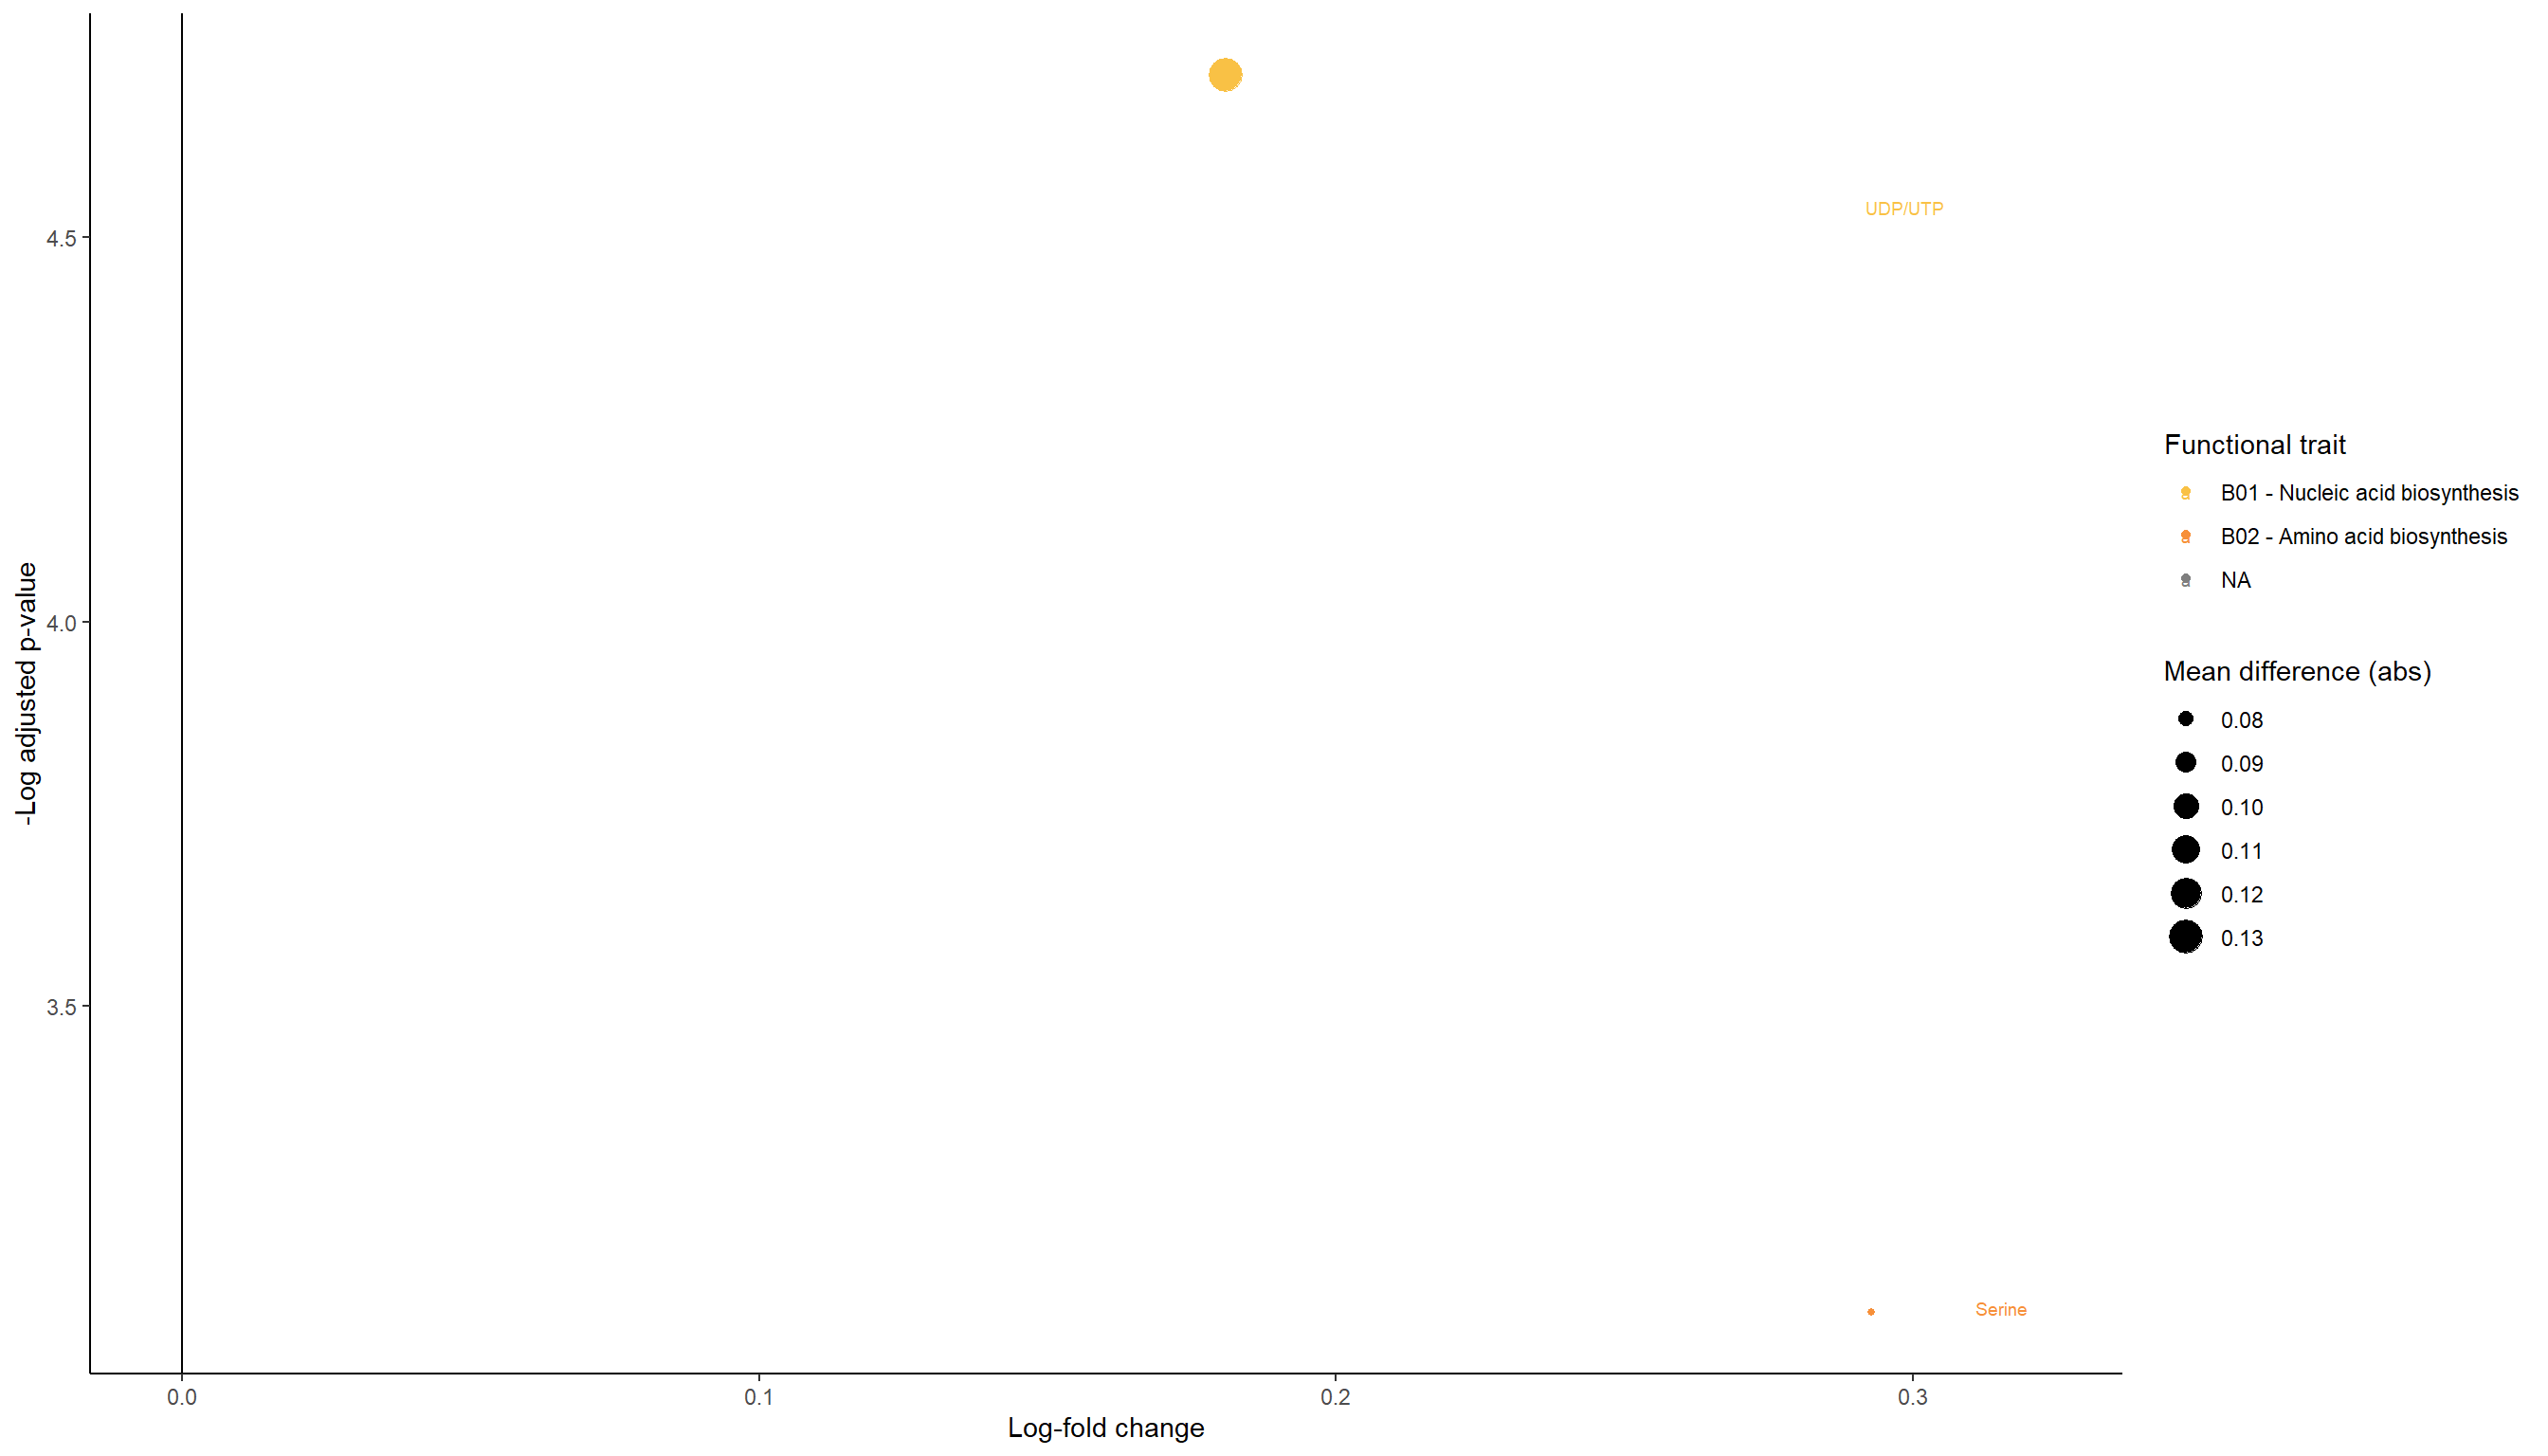 UDP/UTP
Serine
4.5
4.0
3.5
-Log adjusted p-value
0.0
0.1
0.2
0.3
Log-fold change
Functional trait
a B01 - Nucleic acid biosynthesis
a B02 - Amino acid biosynthesis
a NA
Mean difference (abs)
0.08
0.09
0.10
0.11
0.12
0.13